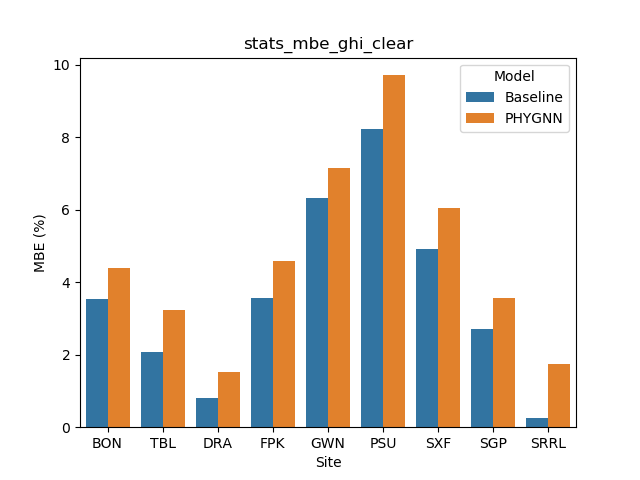 stats_mbe_ghi_clear
Model
Baseline
PHYGNN
MBE (%)
10
8
6
4
2
0
BON TBL DRA FPK GWN PSU SXF SGP SRRL
Site